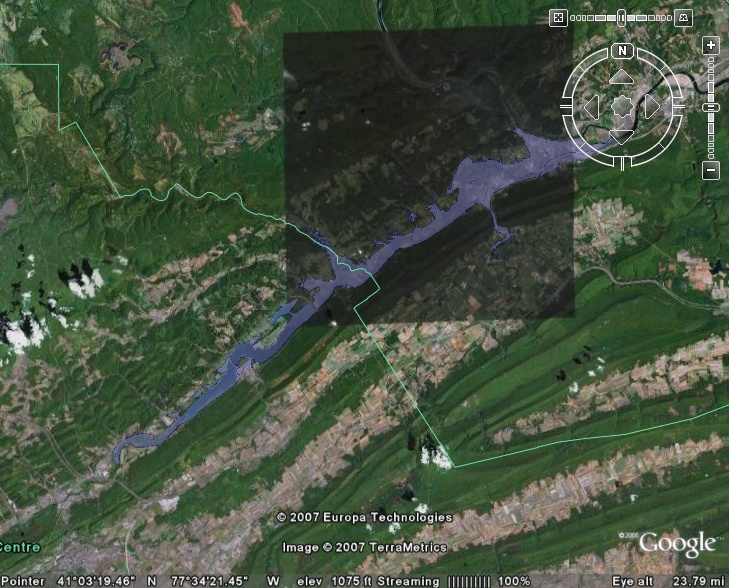 N
© 2007 Europa Technologies
Image © 2007 TerraMetrics
©2006 Google™
Centre
Pointer 41°03'19.46" N 77°34'21.45" W elev 1075 ft Streaming |||||||||| 100% Eye alt 23.79 mi